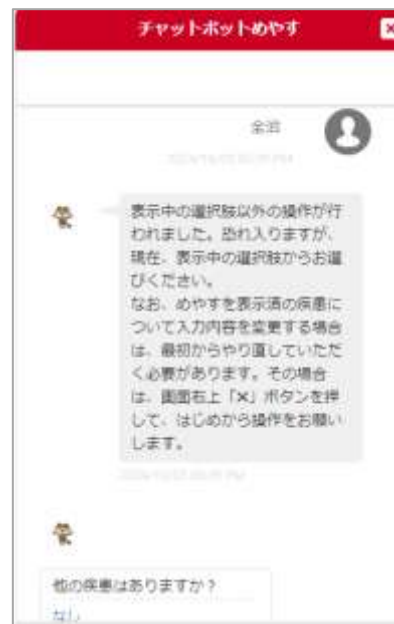 チャットボットめやす
全治
表示中の選択肢以外の操作が行
われました。恐れ入りますが、
現在、表示中の選択肢からお選
びください。
なお、めやすを表示済の疾患に
ついて入力内容を変更する場合
は、最初からやり直していただ
く必要があります。その場合
は、画面右上「×」ボタンを押
して、はじめから操作をお願い
します。
他の疾患はありますか？
なし